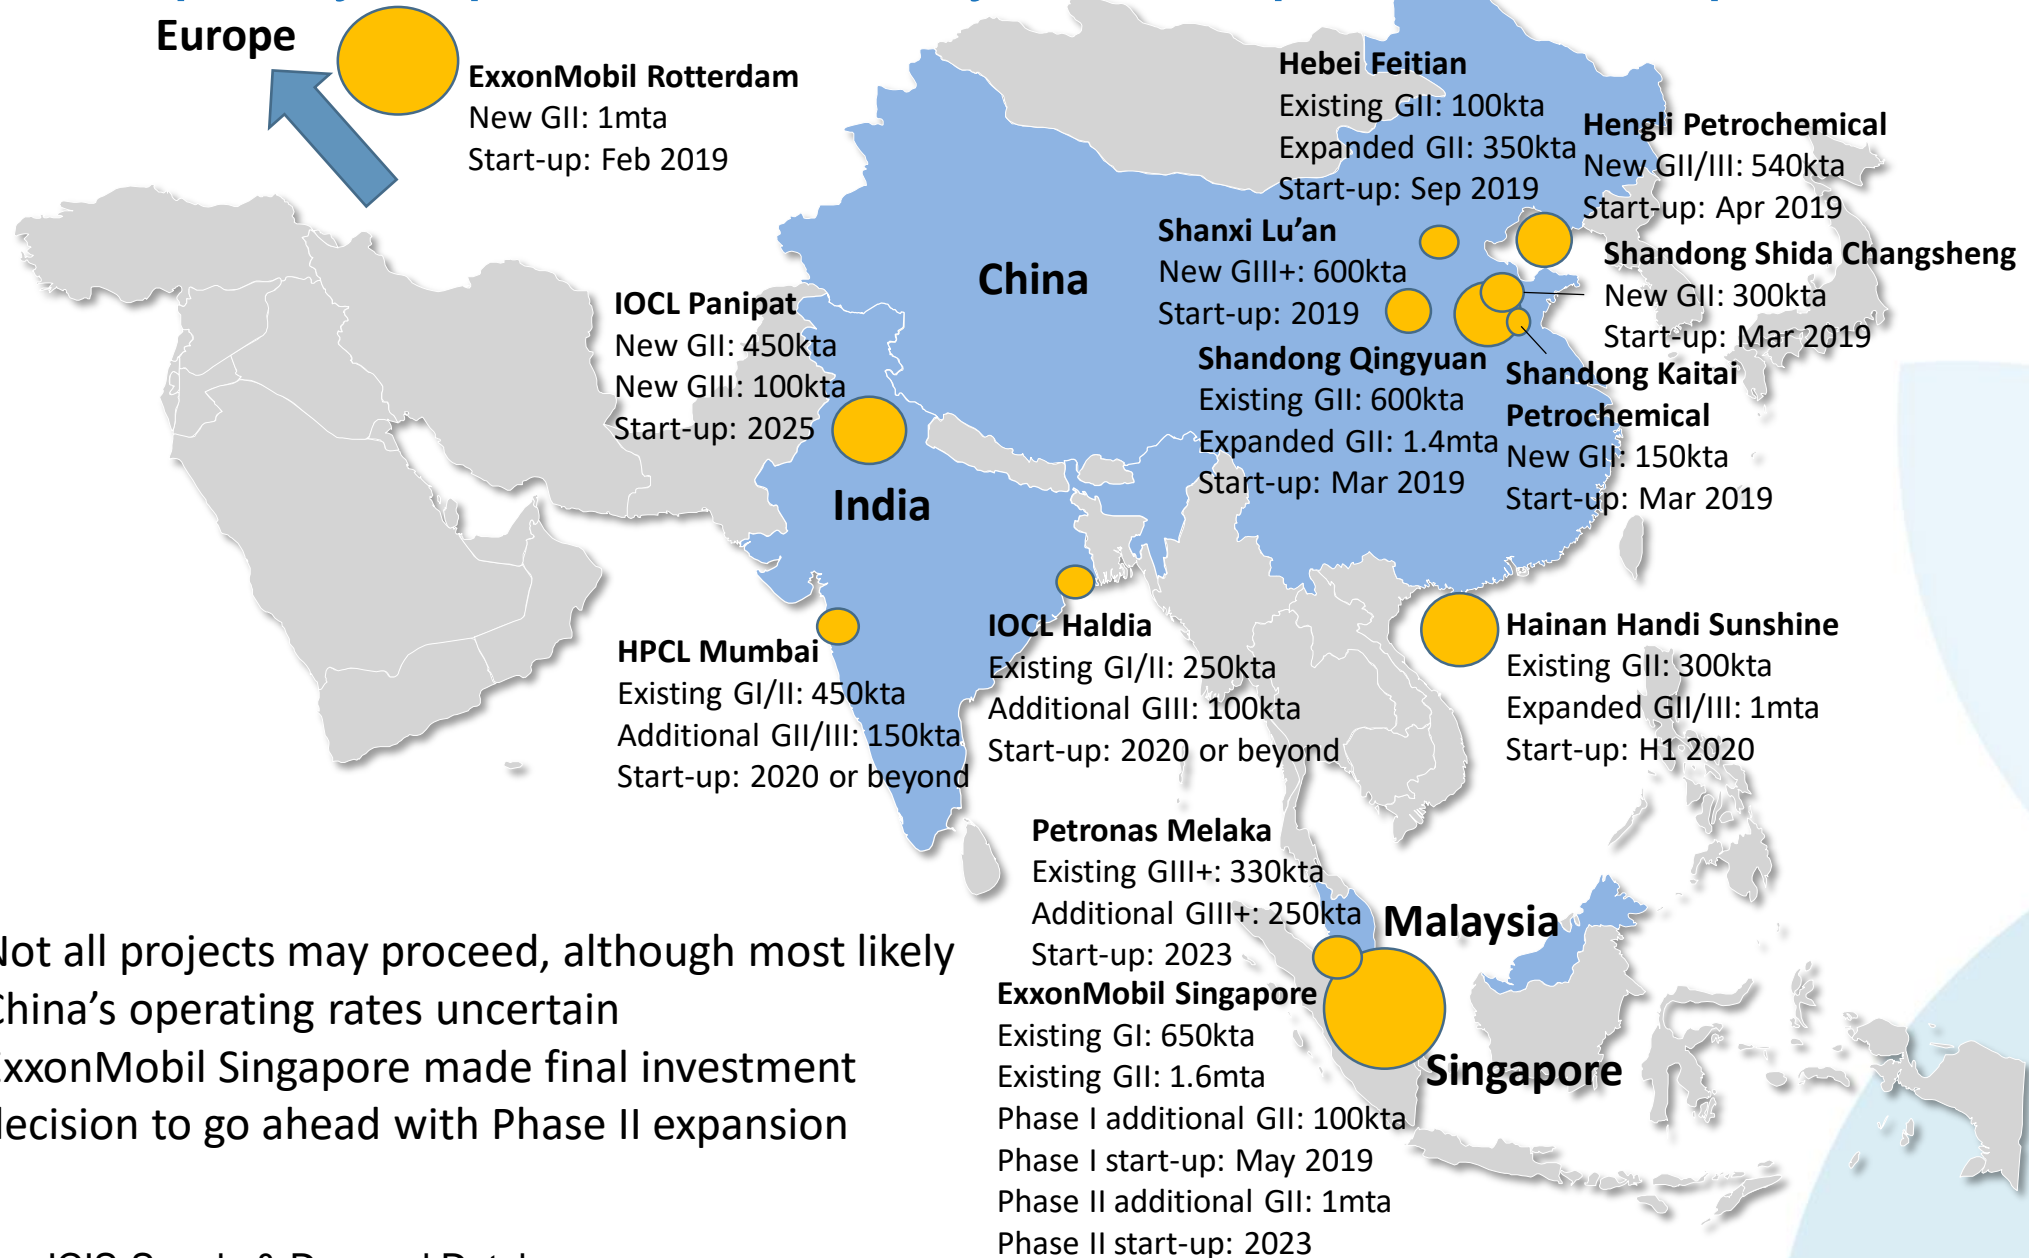 Europe
ExxonMobil Rotterdam
New GII: 1mta
Start-up: Feb 2019
Hebei Feitian
Existing GII: 100kta
Expanded GII: 350kta
Start-up: Sep 2019
Hengli Petrochemical
New GII/III: 540kta
Start-up: Apr 2019
Shanxi Lu’an
New GIII+: 600kta
Start-up: 2019
Shandong Shida Changsheng
New GII: 300kta
Start-up: Mar 2019
China
IOCL Panipat
New GII: 450kta
New GIII: 100kta
Start-up: 2025
Shandong Qingyuan
Existing GII: 600kta
Expanded GII: 1.4mta
Start-up: Mar 2019
Shandong Kaitai
Petrochemical
New GII: 150kta
Start-up: Mar 2019
India
HPCL Mumbai
Existing GI/II: 450kta
Additional GII/III: 150kta
Start-up: 2020 or beyond
IOCL Haldia
Existing GI/II: 250kta
Additional GIII: 100kta
Start-up: 2020 or beyond
Hainan Handi Sunshine
Existing GII: 300kta
Expanded GII/III: 1mta
Start-up: H1 2020
Petronas Melaka
Existing GIII+: 330kta
Additional GIII+: 250kta
Start-up: 2023
Malaysia
ExxonMobil Singapore
Existing GI: 650kta
Existing GII: 1.6mta
Phase I additional GII: 100kta
Phase I start-up: May 2019
Phase II additional GII: 1mta
Phase II start-up: 2023
Singapore
Not all projects may proceed, although most likely
China’s operating rates uncertain
ExxonMobil Singapore made final investment
decision to go ahead with Phase II expansion